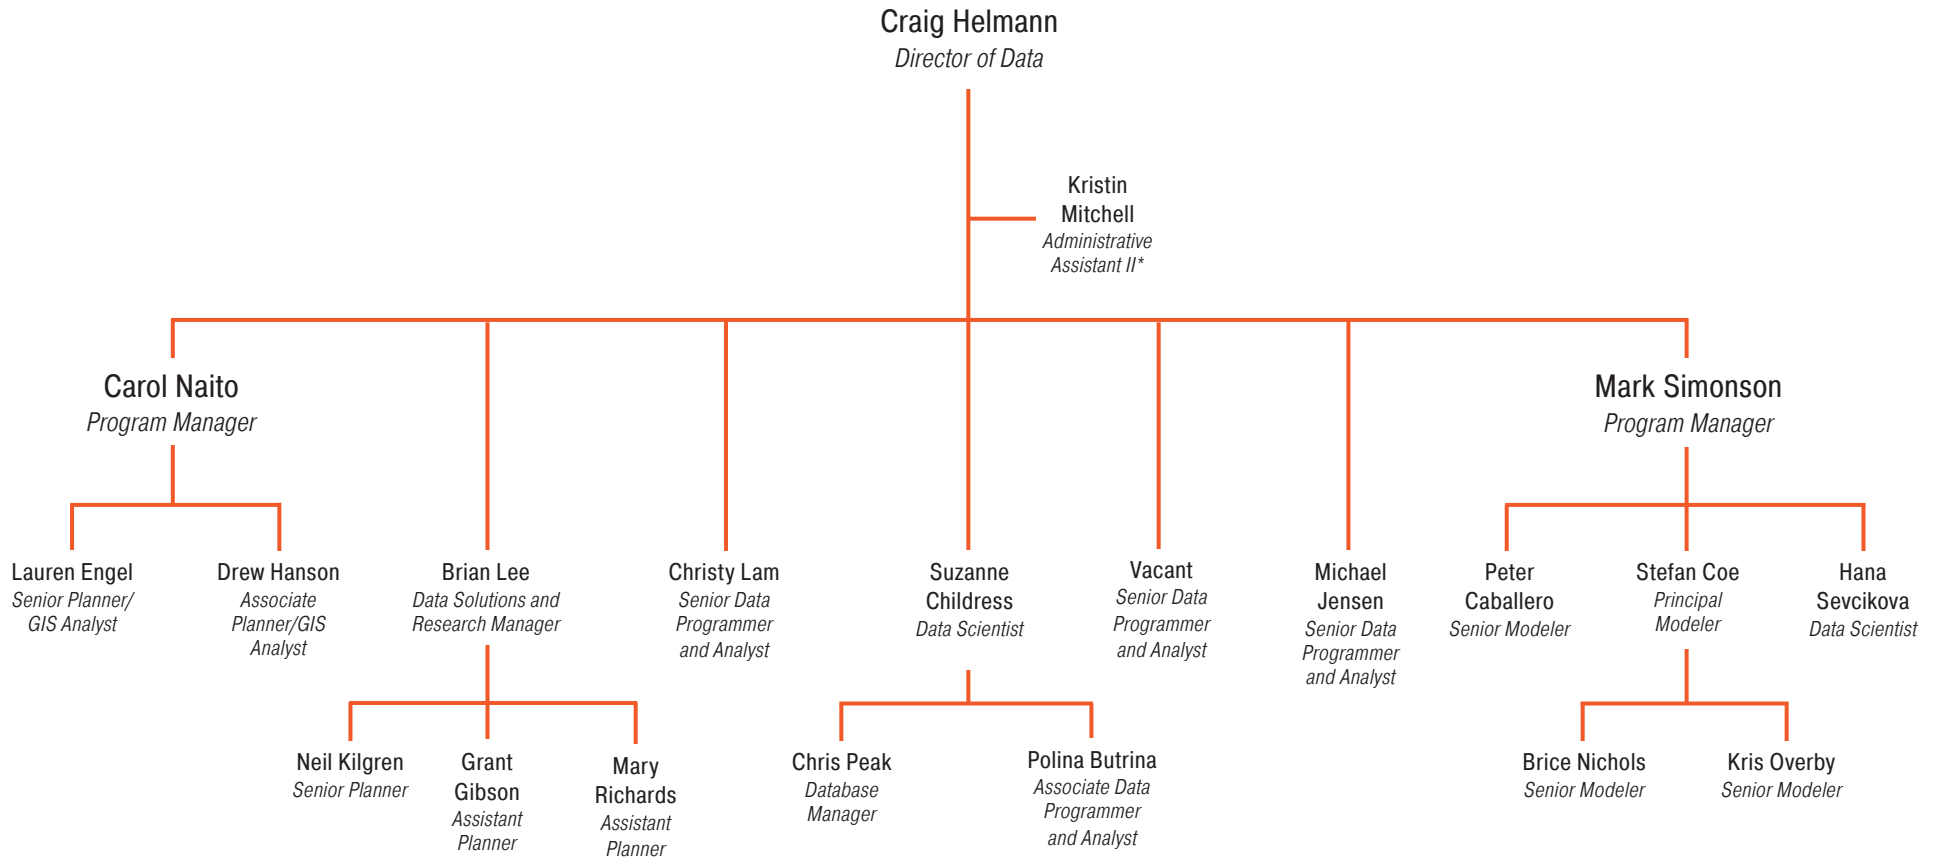 Craig Helmann
Director of Data
Kristin
Mitchell
Administrative
Assistant II*
Carol Naito
Program Manager
Mark Simonson
Program Manager
Lauren Engel
Senior Planner/
GIS Analyst
Drew Hanson
Associate
Planner/GIS
Analyst
Brian Lee
Data Solutions and
Research Manager
Christy Lam
Senior Data
Programmer
and Analyst
Suzanne
Childress
Data Scientist
Vacant
Senior Data
Programmer
and Analyst
Michael
Jensen
Senior Data
Programmer
and Analyst
Peter
Caballero
Senior Modeler
Stefan Coe
Principal
Modeler
Hana
Sevcikova
Data Scientist
Neil Kilgren
Senior Planner
Grant
Gibson
Assistant
Planner
Mary
Richards
Assistant
Planner
Chris Peak
Database
Manager
Polina Butrina
Associate Data
Programmer
and Analyst
Brice Nichols
Senior Modeler
Kris Overby
Senior Modeler